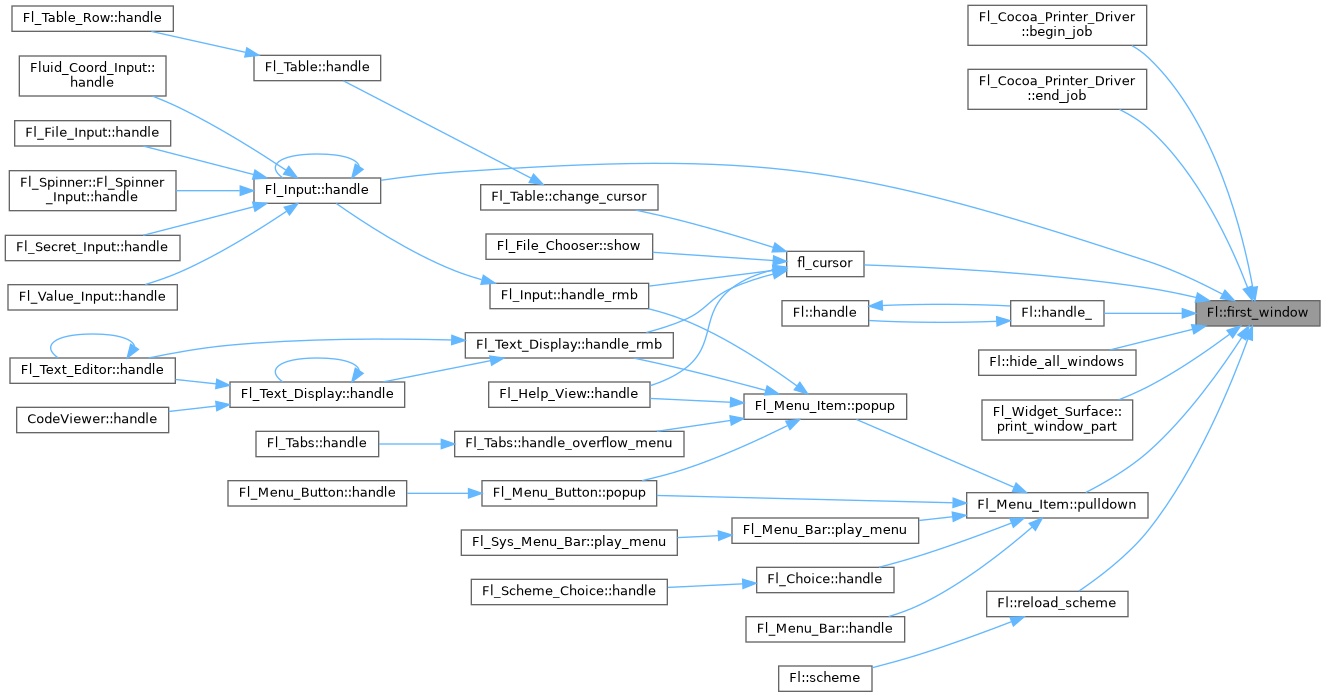 Fl_Table_Row::handle
Fl_Cocoa_Printer_Driver
::begin_job
Fluid_Coord_Input::
handle
Fl_Table::handle
Fl_Cocoa_Printer_Driver
::end_job
Fl_File_Input::handle
Fl_Spinner::Fl_Spinner
_Input::handle
Fl_Input::handle
Fl_Table::change_cursor
Fl_Secret_Input::handle
Fl_File_Chooser::show
fl_cursor
Fl_Value_Input::handle
Fl_Input::handle_rmb
Fl::handle
Fl::handle_
Fl::first_window
Fl_Text_Display::handle_rmb
Fl::hide_all_windows
Fl_Text_Editor::handle
Fl_Text_Display::handle
Fl_Help_View::handle
Fl_Menu_Item::popup
CodeViewer::handle
Fl_Widget_Surface::
print_window_part
Fl_Tabs::handle
Fl_Tabs::handle_overflow_menu
Fl_Menu_Button::handle
Fl_Menu_Button::popup
Fl_Menu_Item::pulldown
Fl_Sys_Menu_Bar::play_menu
Fl_Menu_Bar::play_menu
Fl_Scheme_Choice::handle
Fl_Choice::handle
Fl::reload_scheme
Fl_Menu_Bar::handle
Fl::scheme